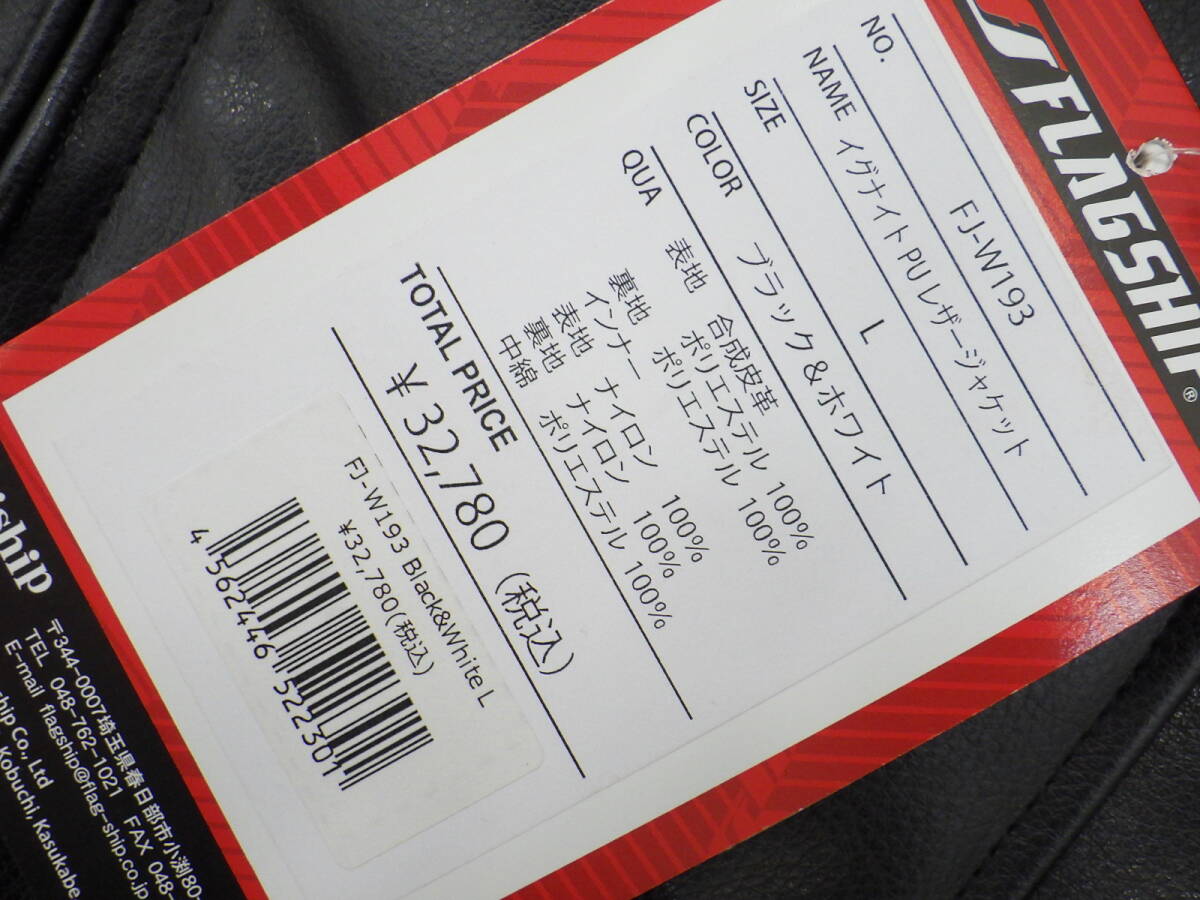 FLAGSHIP®
NO. FJ-W193
NAME イグナイトPUレザージャケット
SIZE L
COLOR ブラック&ホワイト
QUA 表地 合成皮革
ポリエステル 100%
裏地 ポリエステル 100%
インナー
表地 ナイロン 100%
裏地 ナイロン 100%
中綿 ポリエステル 100%
TOTAL PRICE
¥32,780(税込)
FJ-W193 Black&White L
¥32,780(税込)
4 562446 522301
ship
〒344-0007埼玉県春日部市小渕80-
TEL 048-762-1021 FAX 048-
E-mail flagship@flag-ship.co.jp
ship Co., Ltd
Kobuchi, Kasukabe